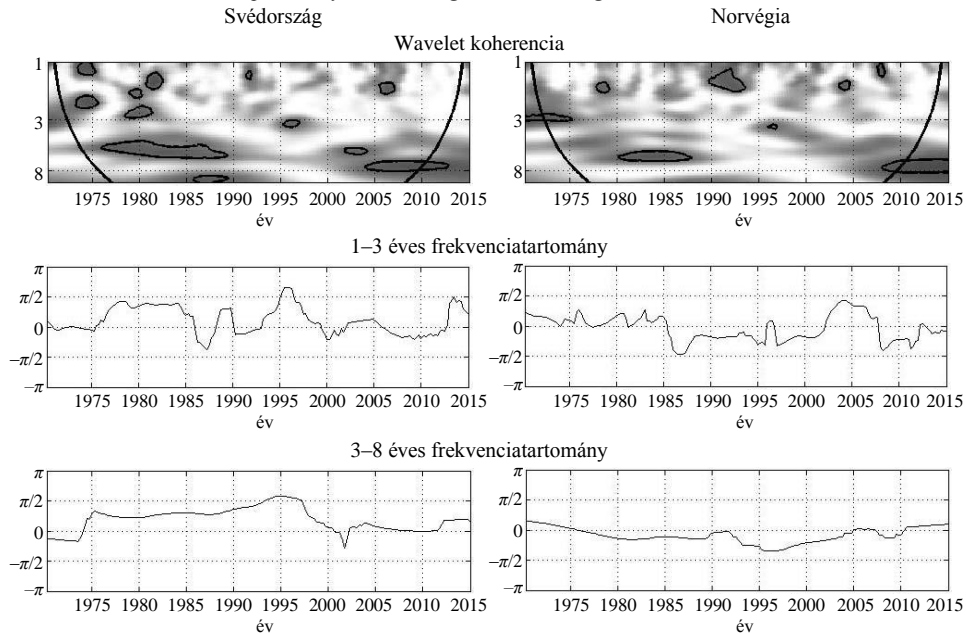 Svédország Norvégia
Wavelet koherencia
1 1
3 3
8 8
1975 1980 1985 1990 1995 2000 2005 2010 2015 1975 1980 1985 1990 1995 2000 2005 2010 2015
év év
1–3 éves frekvenciatartomány
π π
π/2 π/2
0 0
−π/2 −π/2
−π −π
1975 1980 1985 1990 1995 2000 2005 2010 2015 1975 1980 1985 1990 1995 2000 2005 2010 2015
év év
3–8 éves frekvenciatartomány
π π
π/2 π/2
0 0
−π/2 −π/2
−π −π
1975 1980 1985 1990 1995 2000 2005 2010 2015 1975 1980 1985 1990 1995 2000 2005 2010 2015
év év